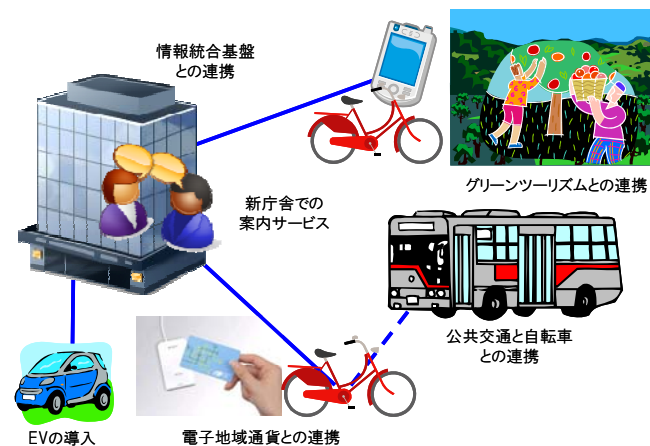 情報統合基盤
との連携
グリーンツーリズムとの連携
新庁舎での
案内サービス
公共交通と自転車
との連携
EVの導入
電子地域通貨との連携